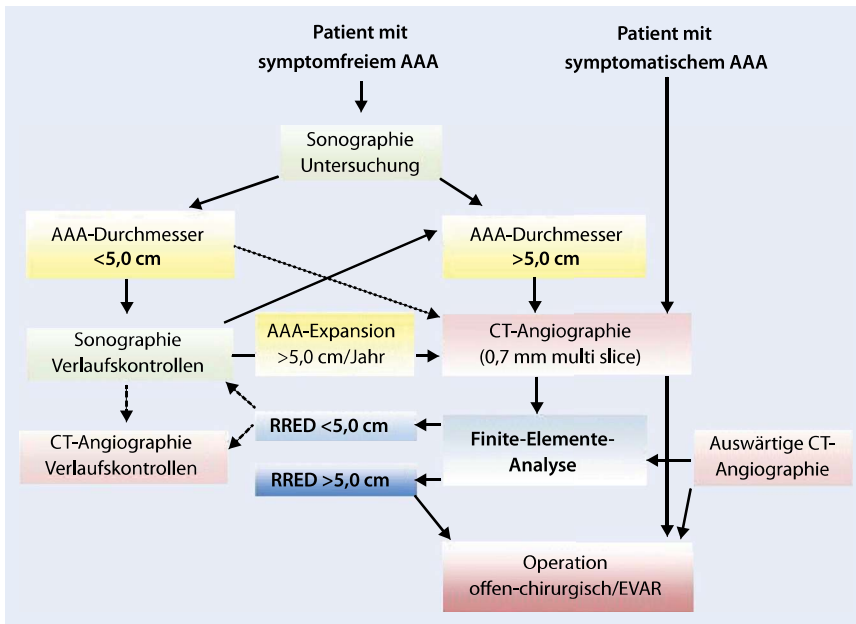 Patient mit
symptomfreiem AAA
Patient mit
symptomatischem AAA
Sonographie
Untersuchung
AAA-Durchmesser
<5,0 cm
AAA-Durchmesser
>5,0 cm
Sonographie
Verlaufskontrollen
AAA-Expansion
>5,0 cm/Jahr
CT-Angiographie
(0,7 mm multi slice)
CT-Angiographie
Verlaufskontrollen
RRED <5,0 cm
RRED >5,0 cm
Finite-Elemente-
Analyse
Auswärtige CT-
Angiographie
Operation
offen-chirurgisch/EVAR